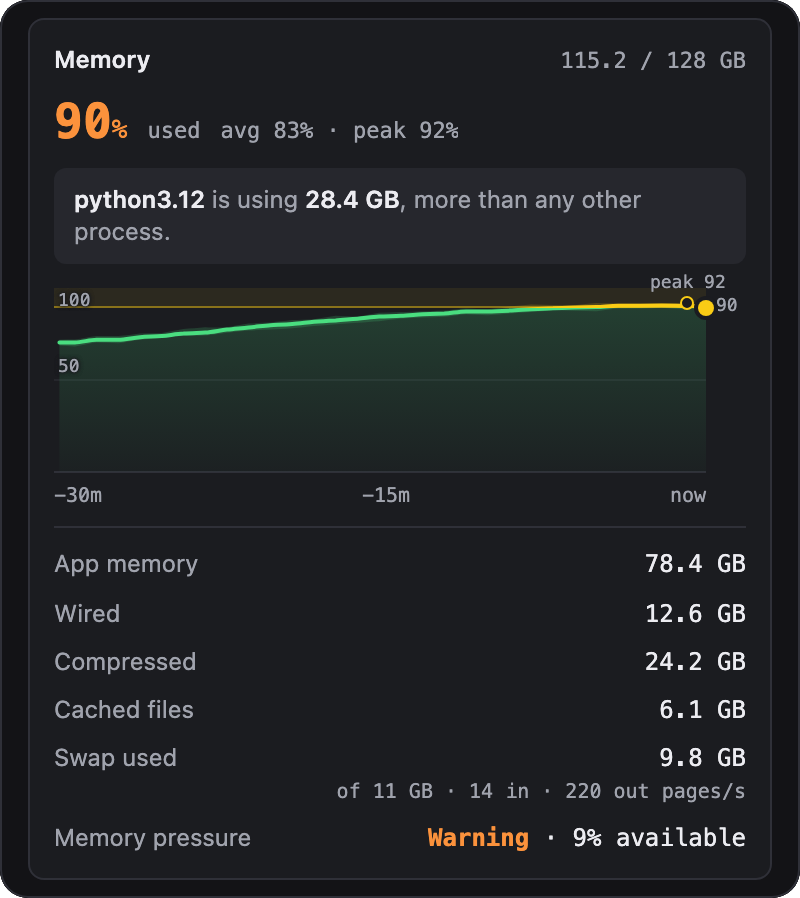 Memory 115.2 / 128 GB
90% used avg 83% · peak 92%
python3.12 is using 28.4 GB, more than any other
process.
peak 92
100
90
50
−30m −15m now
App memory 78.4 GB
Wired 12.6 GB
Compressed 24.2 GB
Cached files 6.1 GB
Swap used 9.8 GB
of 11 GB · 14 in · 220 out pages/s
Memory pressure Warning · 9% available